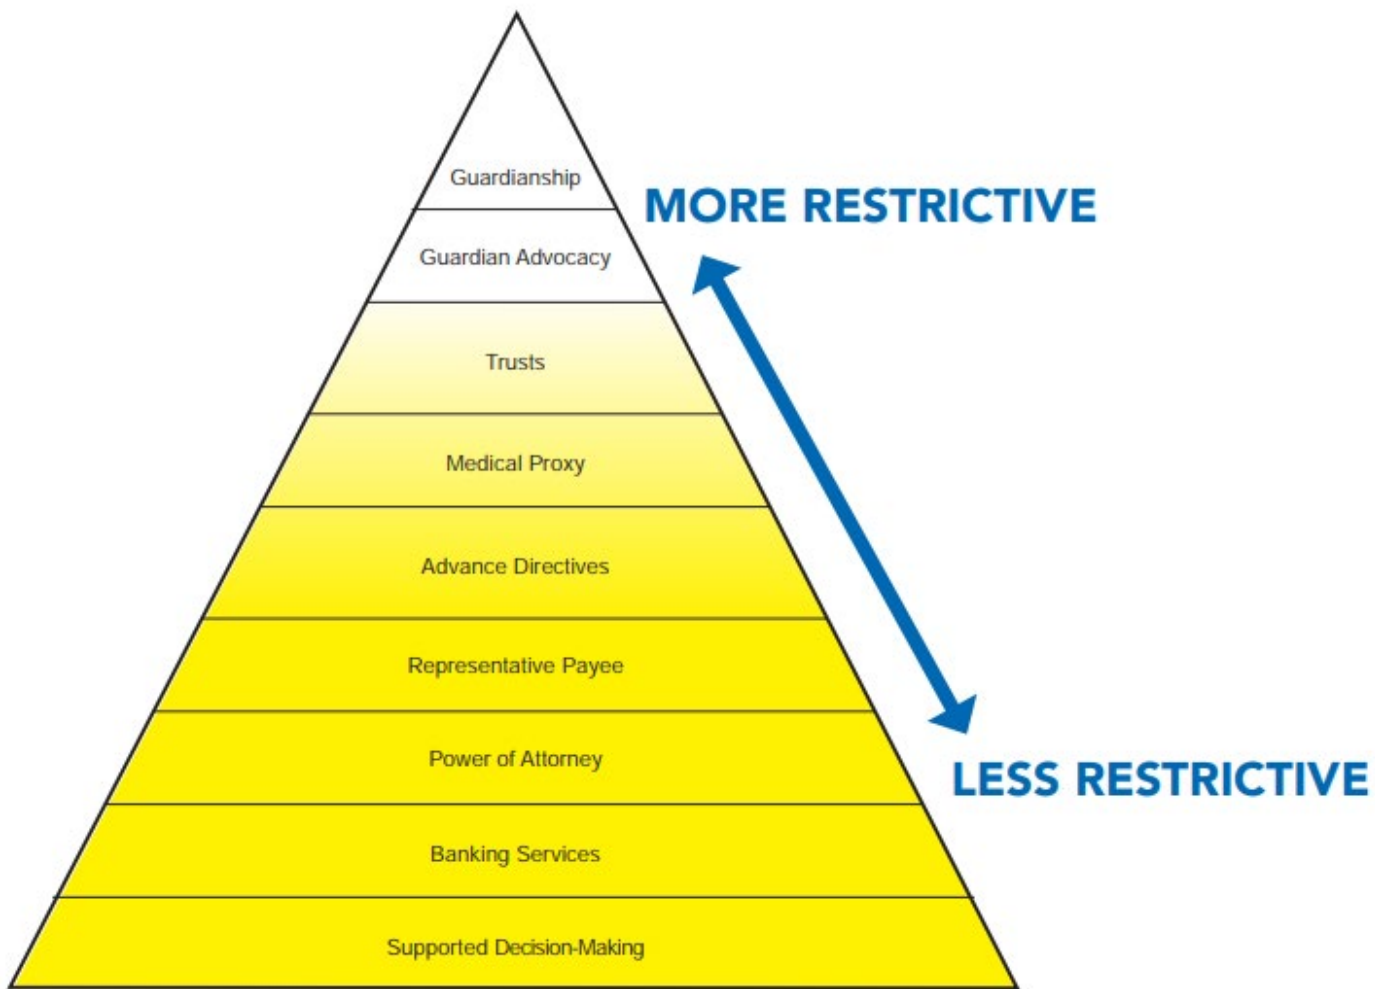 Guardianship
MORE RESTRICTIVE
Guardian Advocacy
Trusts
Medical Proxy
Advance Directives
Representative Payee
Power of Attorney
LESS RESTRICTIVE
Banking Services
Supported Decision-Making